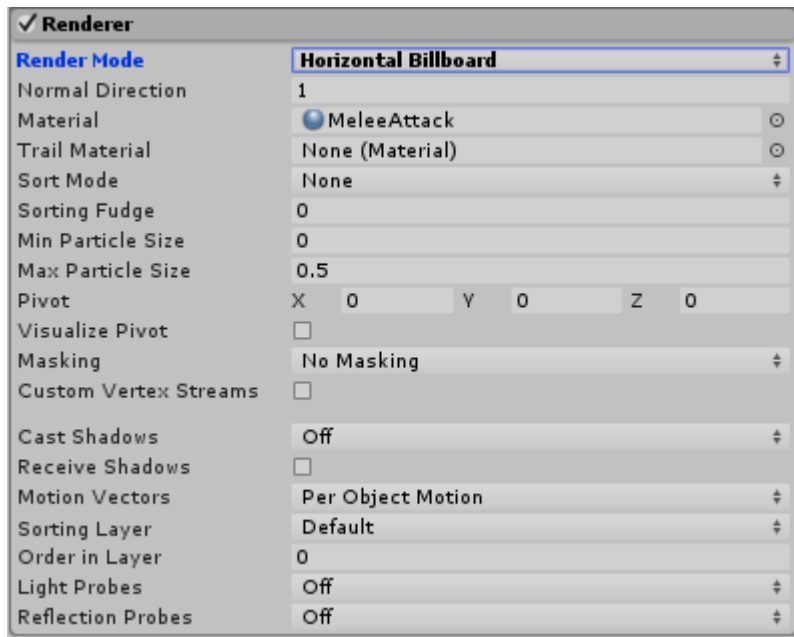 Renderer
Render Mode Horizontal Billboard
Normal Direction 1
Material MeleeAttack
Trail Material None (Material)
Sort Mode None
Sorting Fudge 0
Min Particle Size 0
Max Particle Size 0.5
Pivot X 0 Y 0 Z 0
Visualize Pivot
Masking No Masking
Custom Vertex Streams
Cast Shadows Off
Receive Shadows
Motion Vectors Per Object Motion
Sorting Layer Default
Order in Layer 0
Light Probes Off
Reflection Probes Off